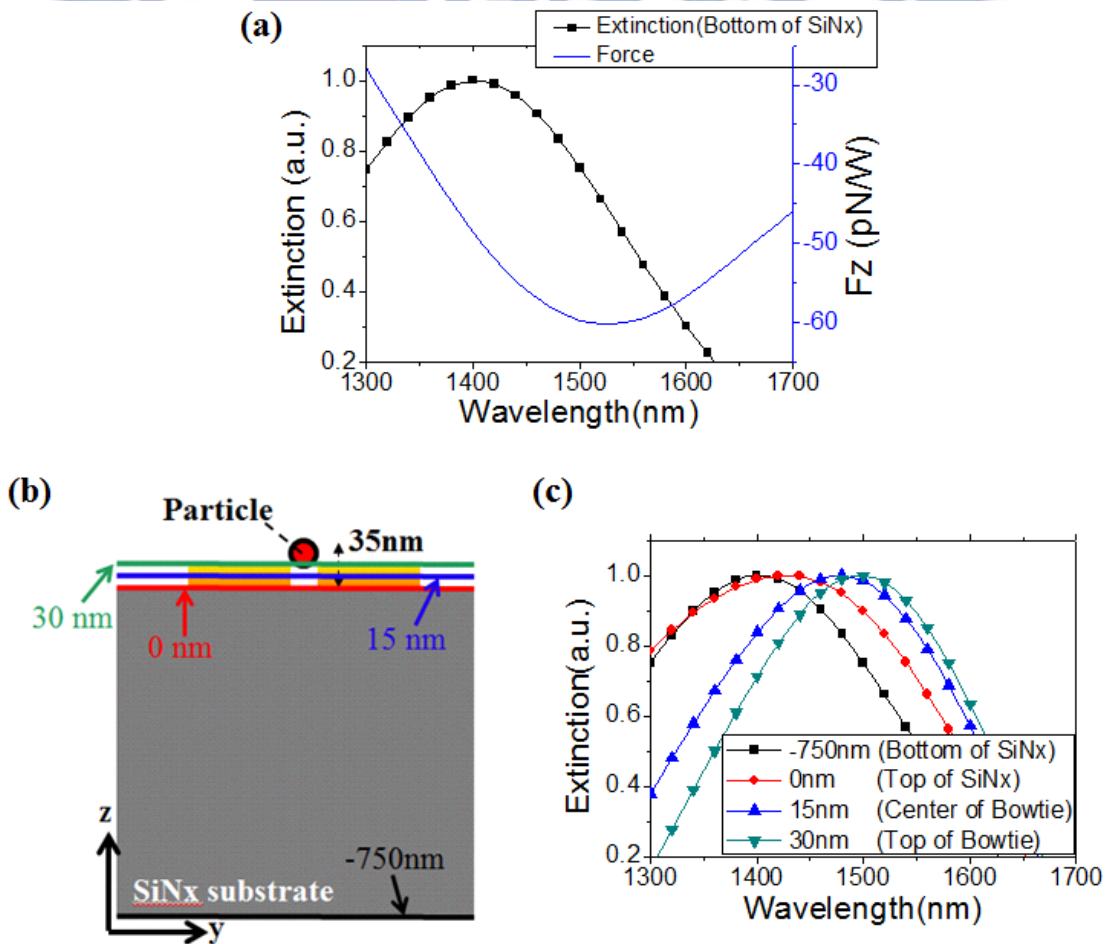 (a)
Extinction(Bottom of SiNx)
Force
Extinction (a.u.)
1.0
0.8
0.6
0.4
0.2
-30
-40
-50
-60
Fz (pN/W)
1300 1400 1500 1600 1700
Wavelength(nm)
(b)
Particle
35nm
30 nm
0 nm
15 nm
z
-750nm
SiNx substrate
y
(c)
Extinction(a.u.)
1.0
0.8
0.6
0.4
0.2
-750nm (Bottom of SiNx)
0nm (Top of SiNx)
15nm (Center of Bowtie)
30nm (Top of Bowtie)
1300 1400 1500 1600 1700
Wavelength(nm)